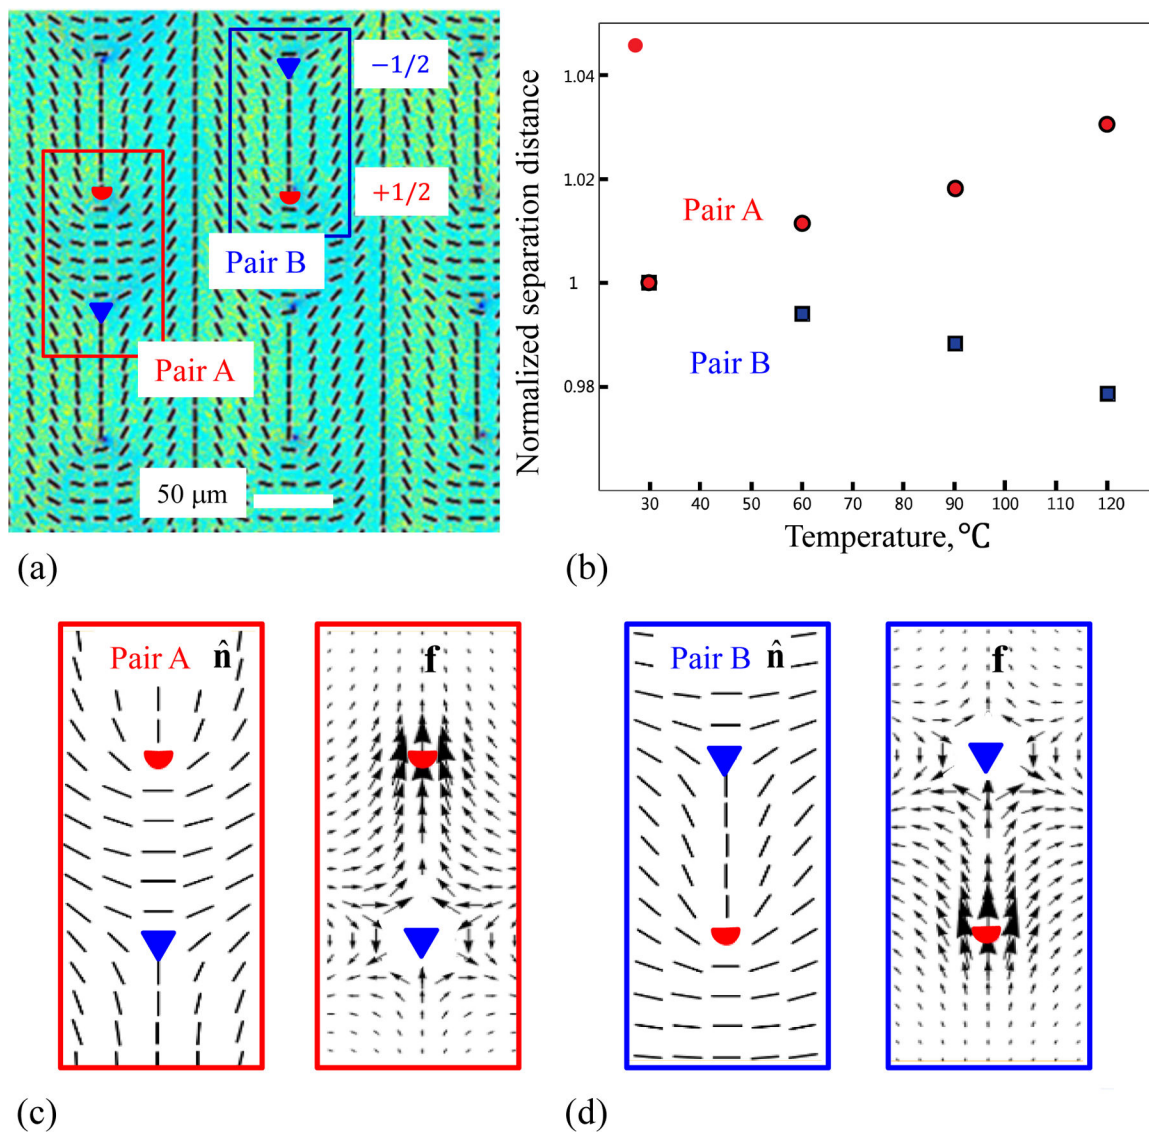 −1/2
+1/2
Pair B
Pair A
50 μm
(a)
Normalized separation distance
1.04
1.02
1
0.98
Pair A
Pair B
30 40 50 60 70 80 90 100 110 120
Temperature, °C
(b)
Pair A n̂
f
Pair B n̂
f
(c)
(d)